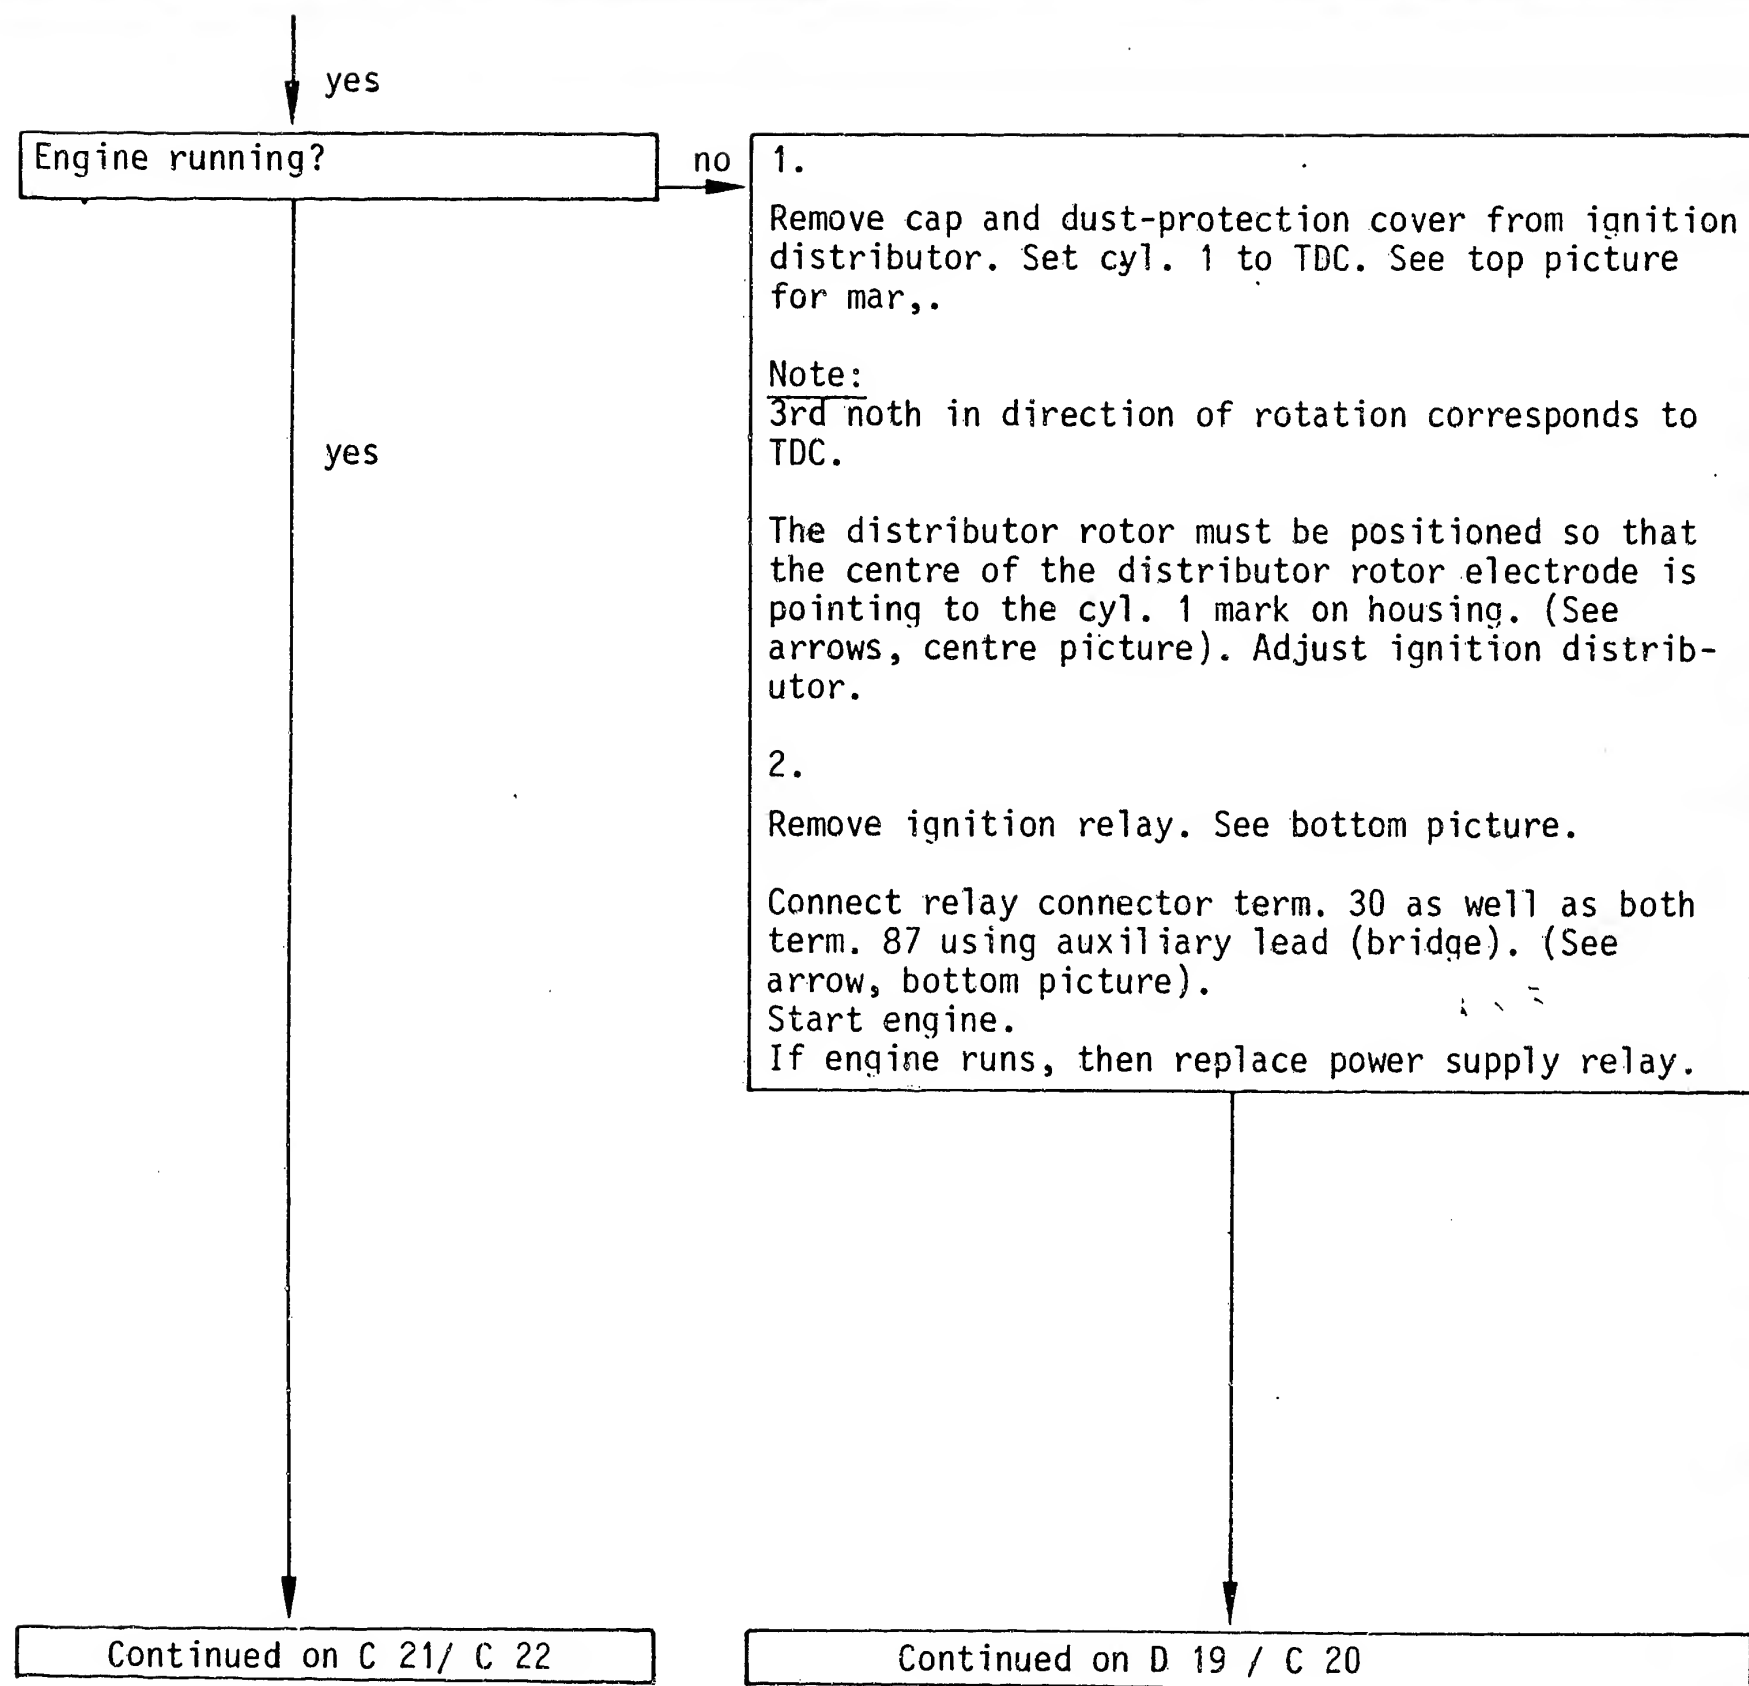 yes
Engine running?
no
yes
1.
Remove cap and dust-protection cover from ignition
distributor. Set cyl. 1 to TDC. See top picture
for mar,.
Note:
3rd noth in direction of rotation corresponds to
TDC.
The distributor rotor must be positioned so that
the centre of the distributor rotor electrode is
pointing to the cyl. 1 mark on housing. (See
arrows, centre picture). Adjust ignition distrib-
utor.
2.
Remove ignition relay. See bottom picture.
Connect relay connector term. 30 as well as both
term. 87 using auxiliary lead (bridge). (See
arrow, bottom picture).
Start engine.
If engine runs, then replace power supply relay.
Continued on C 21/ C 22
Continued on D 19 / C 20